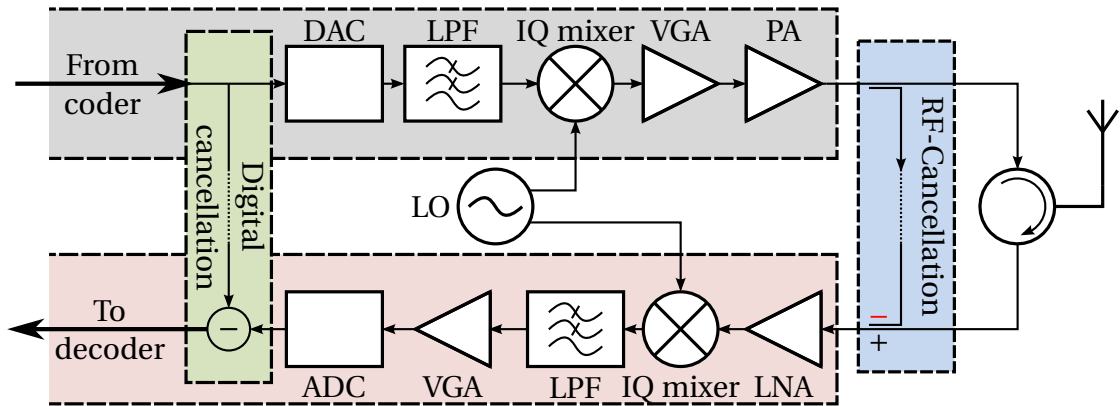 DAC LPF IQ mixer VGA PA
From
coder
Digital
cancellation
RF-Cancellation
LO
−
+
−
To
decoder
ADC VGA LPF IQ mixer LNA